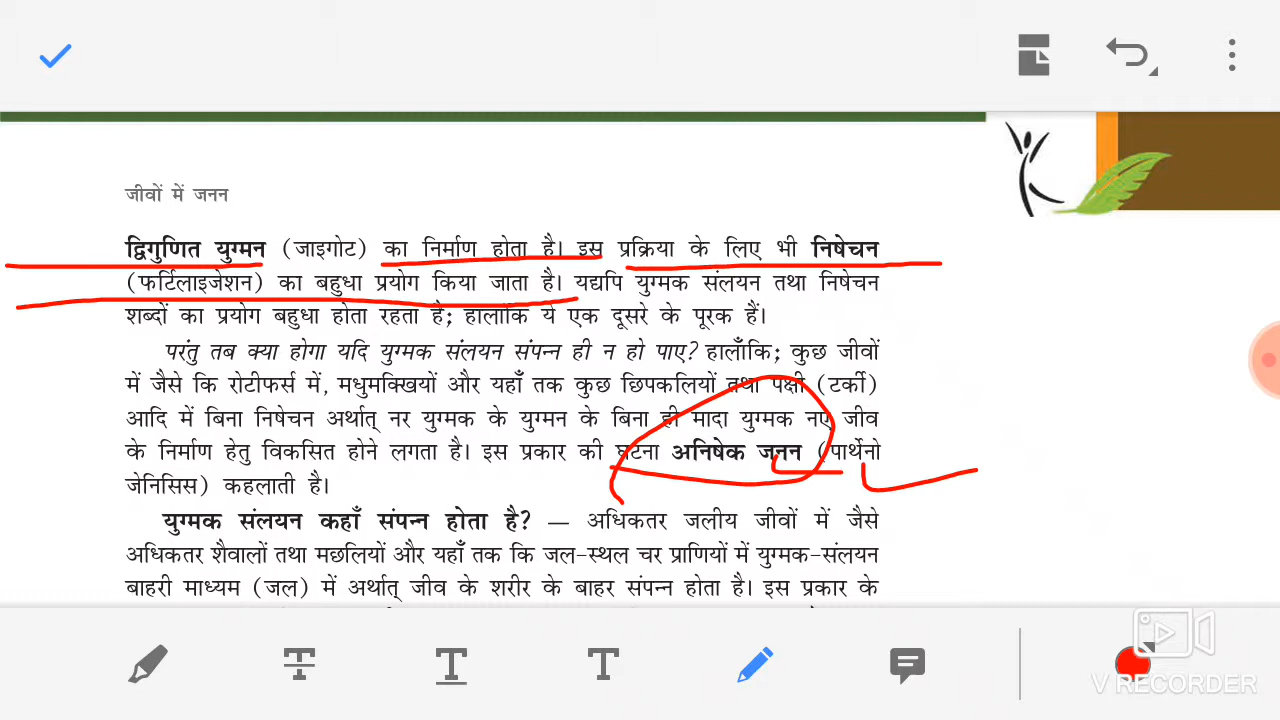 जीवों में जनन
द्विगुणित युग्मन (जाइगोट) का निर्माण होता है। इस प्रक्रिया के लिए भी निषेचन
(फर्टिलाइजेशन) का बहुधा प्रयोग किया जाता है। यद्यपि युग्मक संलयन तथा निषेचन
शब्दों का प्रयोग बहुधा होता रहता है; हालाँकि ये एक दूसरे के पूरक हैं।
परंतु तब क्या होगा यदि युग्मक संलयन संपन्न ही न हो पाए? हालाँकि; कुछ जीवों
में जैसे कि रोटीफर्स में, मधुमक्खियों और यहाँ तक कुछ छिपकलियों तथा पक्षी (टर्की)
आदि में बिना निषेचन अर्थात् नर युग्मक के युग्मन के बिना ही मादा युग्मक नए जीव
के निर्माण हेतु विकसित होने लगता है। इस प्रकार की घटना अनिषेक जनन (पार्थेनो
जेनिसिस) कहलाती है।
युग्मक संलयन कहाँ संपन्न होता है? — अधिकतर जलीय जीवों में जैसे
अधिकतर शैवालों तथा मछलियों और यहाँ तक कि जल-स्थल चर प्राणियों में युग्मक-संलयन
बाहरी माध्यम (जल) में अर्थात् जीव के शरीर के बाहर संपन्न होता है। इस प्रकार के
T T T
V RECORDER